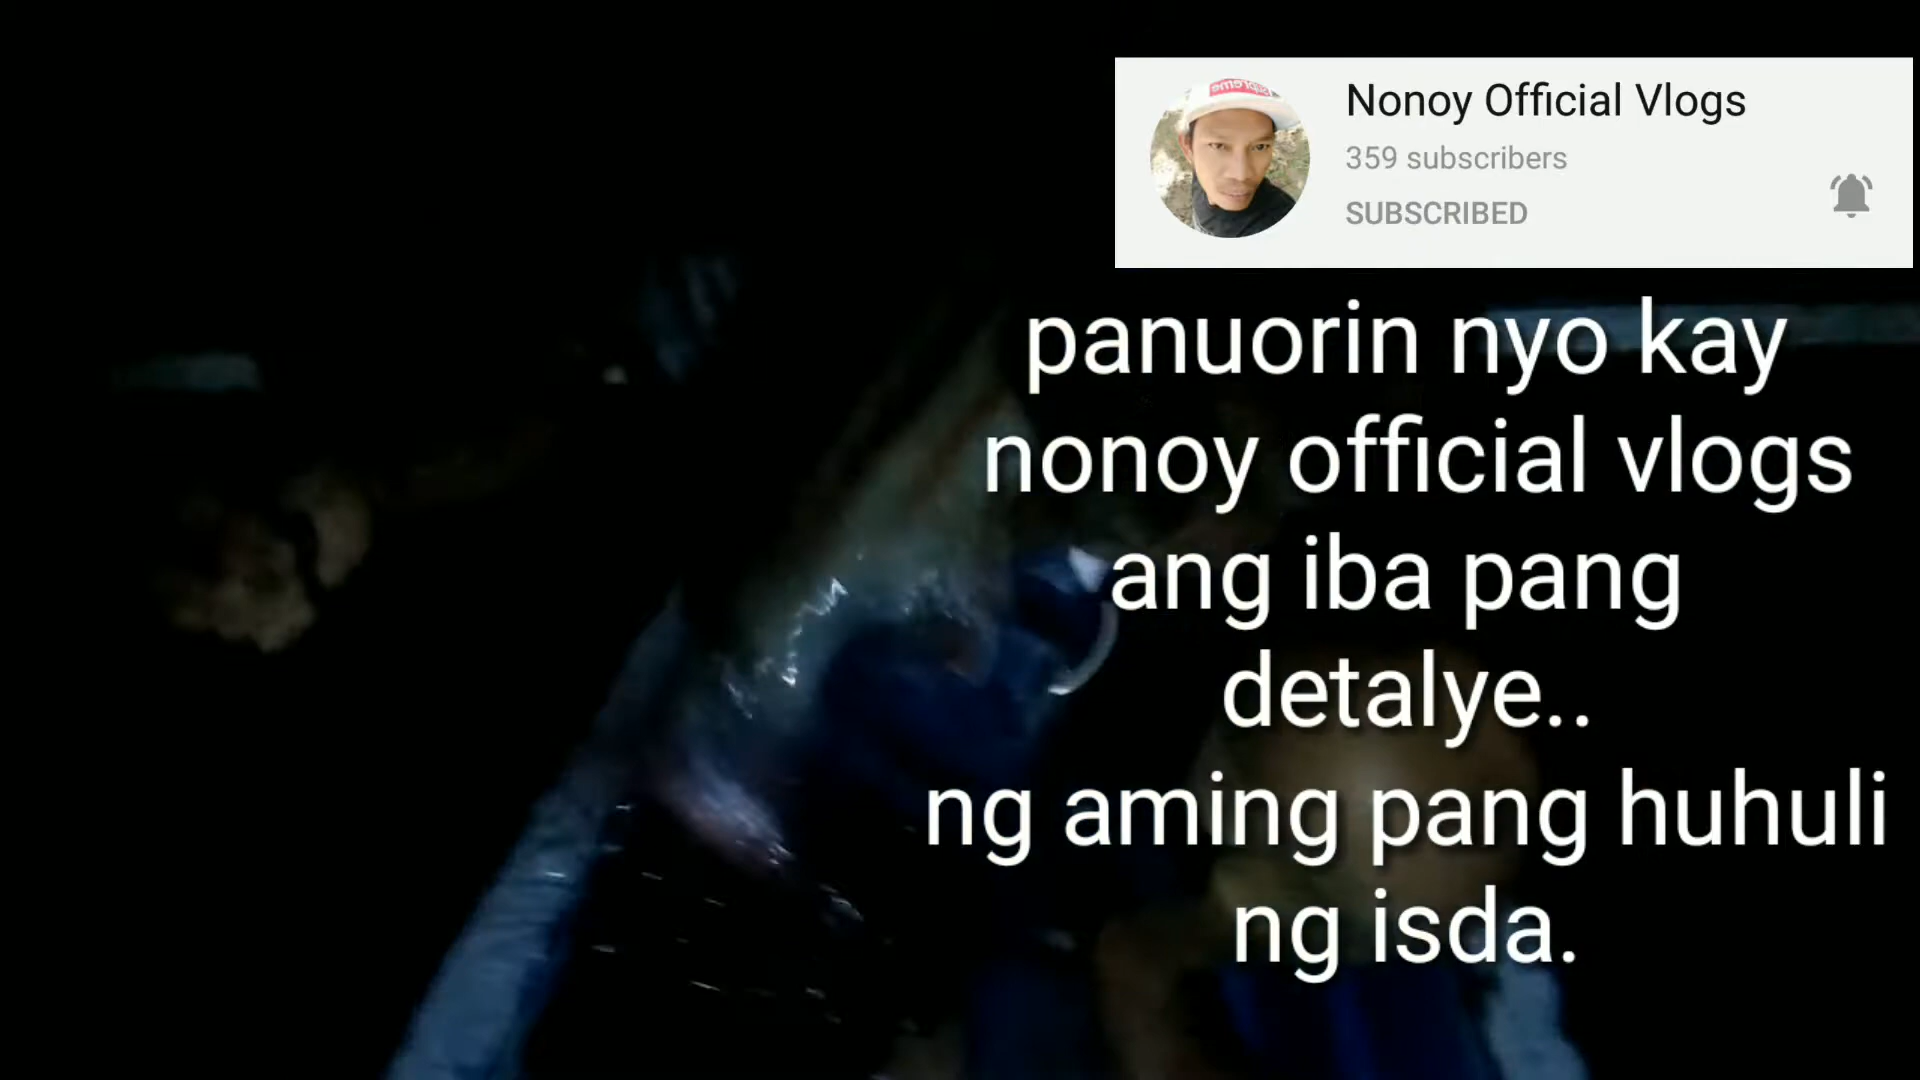 Nonoy Official Vlogs
359 subscribers
SUBSCRIBED
panuorin nyo kay
nonoy official vlogs
ang iba pang
detalye..
ng aming pang huhuli
ng isda.